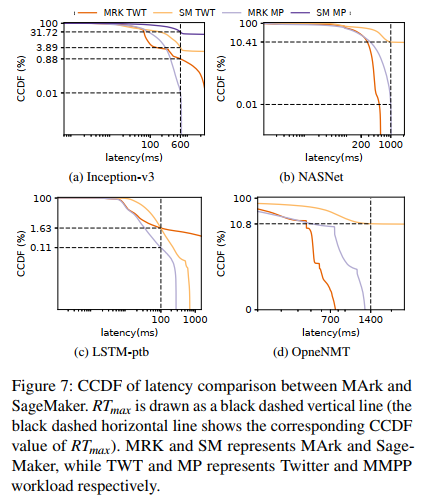 MRK TWT SM TWT MRK MP SM MP
100
31.72
3.89
0.88
0.01
CCDF (%)
100 600
latency(ms)
(a) Inception-v3
100
10.41
0.01
CCDF (%)
200 1000
latency(ms)
(b) NASNet
100
1.63
0.11
CCDF (%)
100 1000
latency(ms)
(c) LSTM-ptb
100
10.8
0
CCDF (%)
700 1400
latency(ms)
(d) OpneNMT
Figure 7: CCDF of latency comparison between MArk and
SageMaker. RTmax is drawn as a black dashed vertical line (the
black dashed horizontal line shows the corresponding CCDF
value of RTmax). MRK and SM represents MArk and Sage-
Maker, while TWT and MP represents Twitter and MMPP
workload respectively.